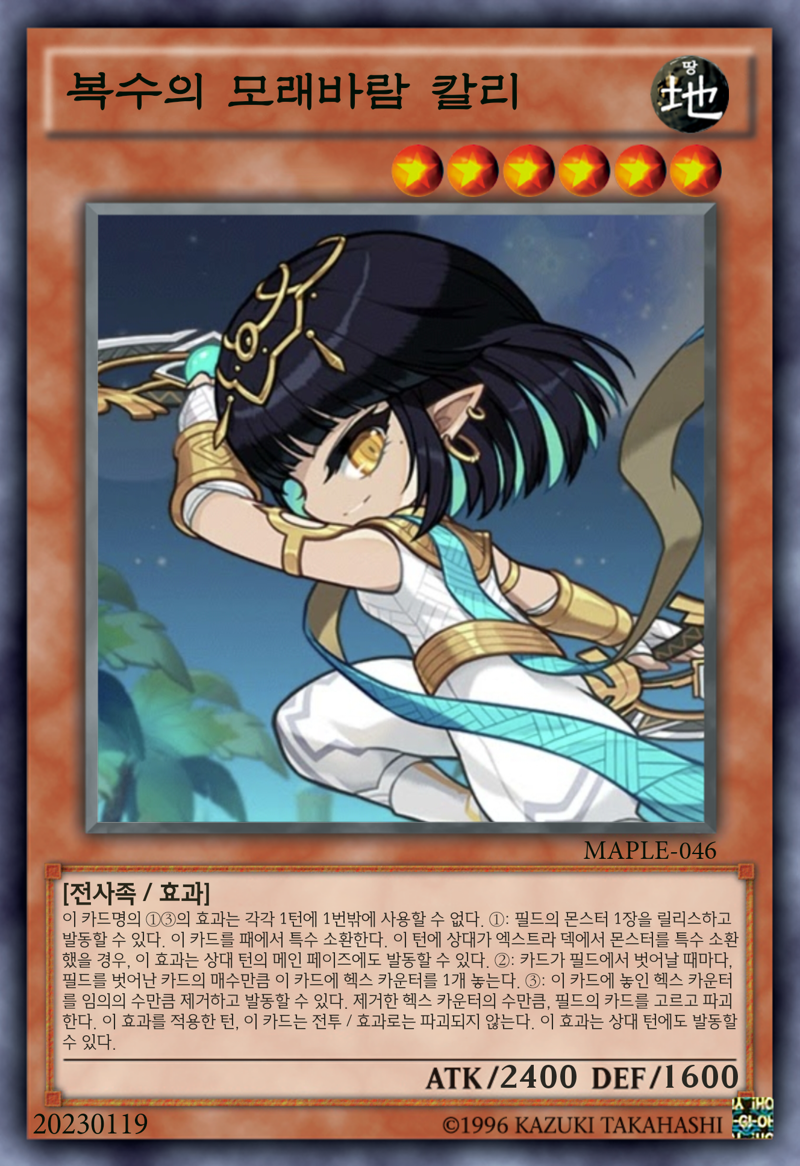 복수의 모래바람 칼리
땅
地
MAPLE-046
[전사족 / 효과]
이 카드명의 ①③의 효과는 각각 1턴에 1번밖에 사용할 수 없다. ①: 필드의 몬스터 1장을 릴리스하고
발동할 수 있다. 이 카드를 패에서 특수 소환한다. 이 턴에 상대가 엑스트라 덱에서 몬스터를 특수 소환
했을 경우, 이 효과는 상대 턴의 메인 페이즈에도 발동할 수 있다. ②: 카드가 필드에서 벗어날 때마다,
필드를 벗어난 카드의 매수만큼 이 카드에 헥스 카운터를 1개 놓는다. ③: 이 카드에 놓인 헥스 카운터
를 임의의 수만큼 제거하고 발동할 수 있다. 제거한 헥스 카운터의 수만큼, 필드의 카드를 고르고 파괴
한다. 이 효과를 적용한 턴, 이 카드는 전투 / 효과로는 파괴되지 않는다. 이 효과는 상대 턴에도 발동할
수 있다.
ATK/2400 DEF/1600
20230119 ©1996 KAZUKI TAKAHASHI